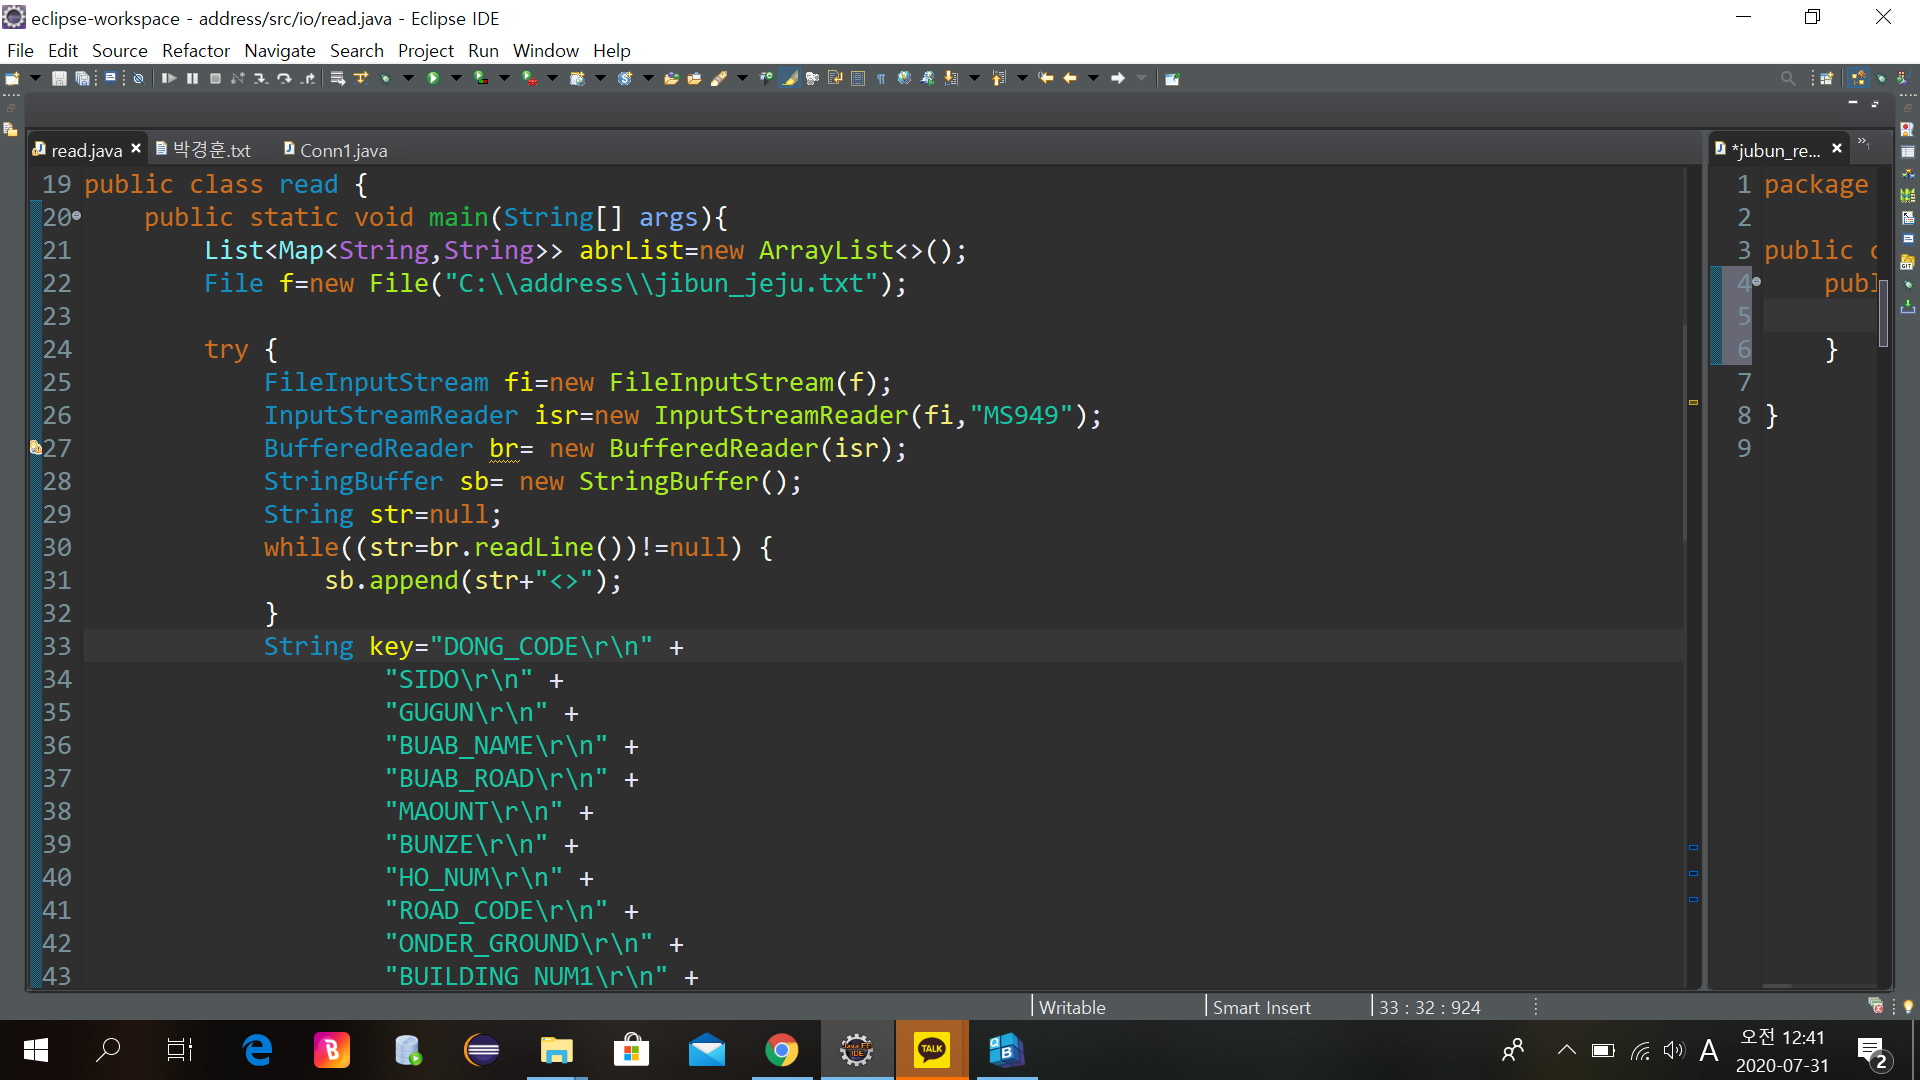 eclipse-workspace - address/src/io/read.java - Eclipse IDE
File Edit Source Refactor Navigate Search Project Run Window Help
read.java 박경훈.txt Conn1.java
19 public class read {
20 public static void main(String[] args){
21 List<Map<String,String>> abrList=new ArrayList<>();
22 File f=new File("C:\\address\\jibun_jeju.txt");
23
24 try {
25 FileInputStream fi=new FileInputStream(f);
26 InputStreamReader isr=new InputStreamReader(fi,"MS949");
27 BufferedReader br= new BufferedReader(isr);
28 StringBuffer sb= new StringBuffer();
29 String str=null;
30 while((str=br.readLine())!=null) {
31 sb.append(str+"<>");
32 }
33 String key="DONG_CODE\r\n" +
34 "SIDO\r\n" +
35 "GUGUN\r\n" +
36 "BUAB_NAME\r\n" +
37 "BUAB_ROAD\r\n" +
38 "MAOUNT\r\n" +
39 "BUNZE\r\n" +
40 "HO_NUM\r\n" +
41 "ROAD_CODE\r\n" +
42 "ONDER_GROUND\r\n" +
43 "BUILDING_NUM1\r\n" +
*jubun_re... »1
1 package
2
3 public c
4 publ
5
6 }
7
8 }
9
Writable Smart Insert 33 : 32 : 924
TALK
A
오전 12:41
2020-07-31
2